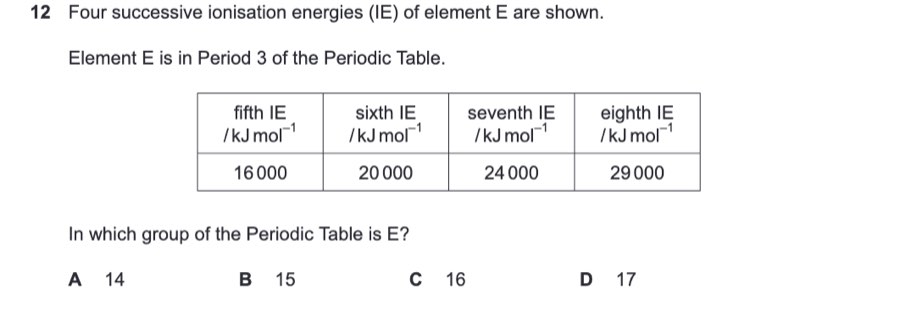 12 Four successive ionisation energies (IE) of element E are shown.
Element E is in Period 3 of the Periodic Table.
fifth IE /kJ mol⁻¹ sixth IE /kJ mol⁻¹ seventh IE /kJ mol⁻¹ eighth IE /kJ mol⁻¹
16 000 20 000 24 000 29 000
In which group of the Periodic Table is E?
A 14 B 15 C 16 D 17